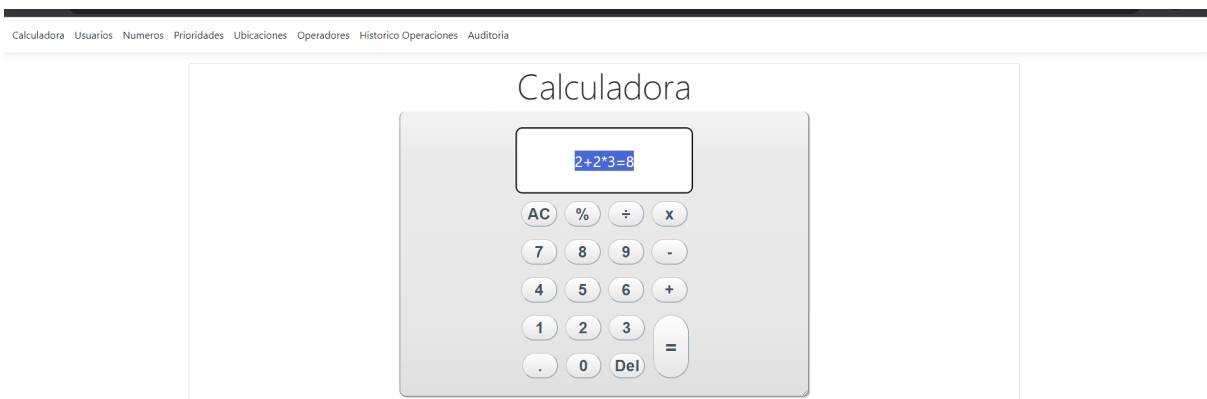 Calculadora Usuarios Numeros Prioridades Ubicaciones Operadores Historico Operaciones Auditoria
Calculadora
2+2*3=8
AC % ÷ x
7 8 9 -
4 5 6 +
1 2 3
=
. 0 Del